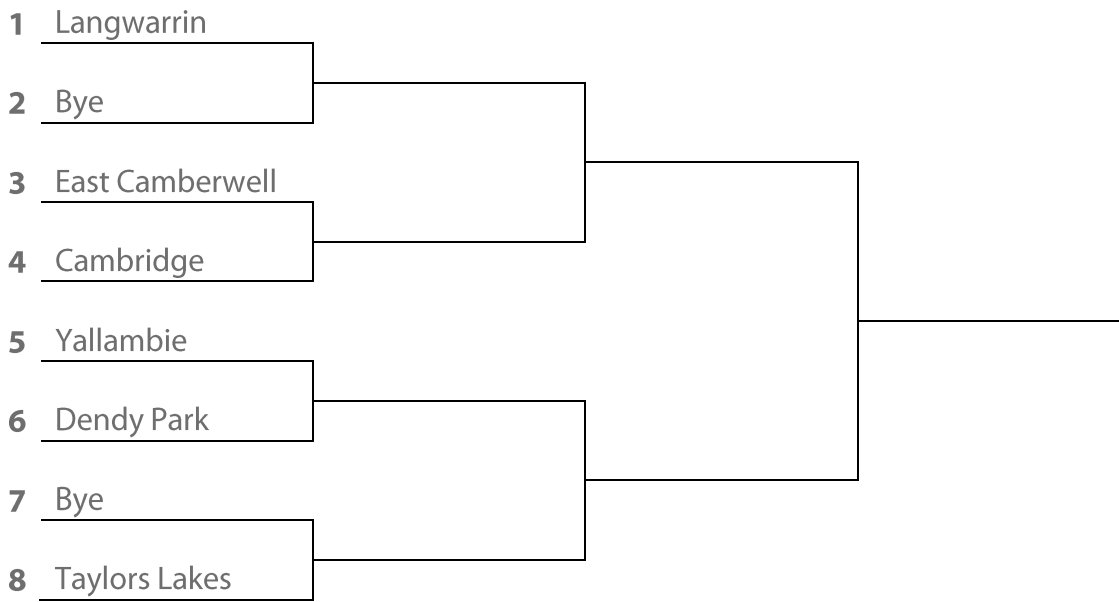 1 Langwarrin
2 Bye
3 East Camberwell
4 Cambridge
5 Yallambie
6 Dendy Park
7 Bye
8 Taylors Lakes